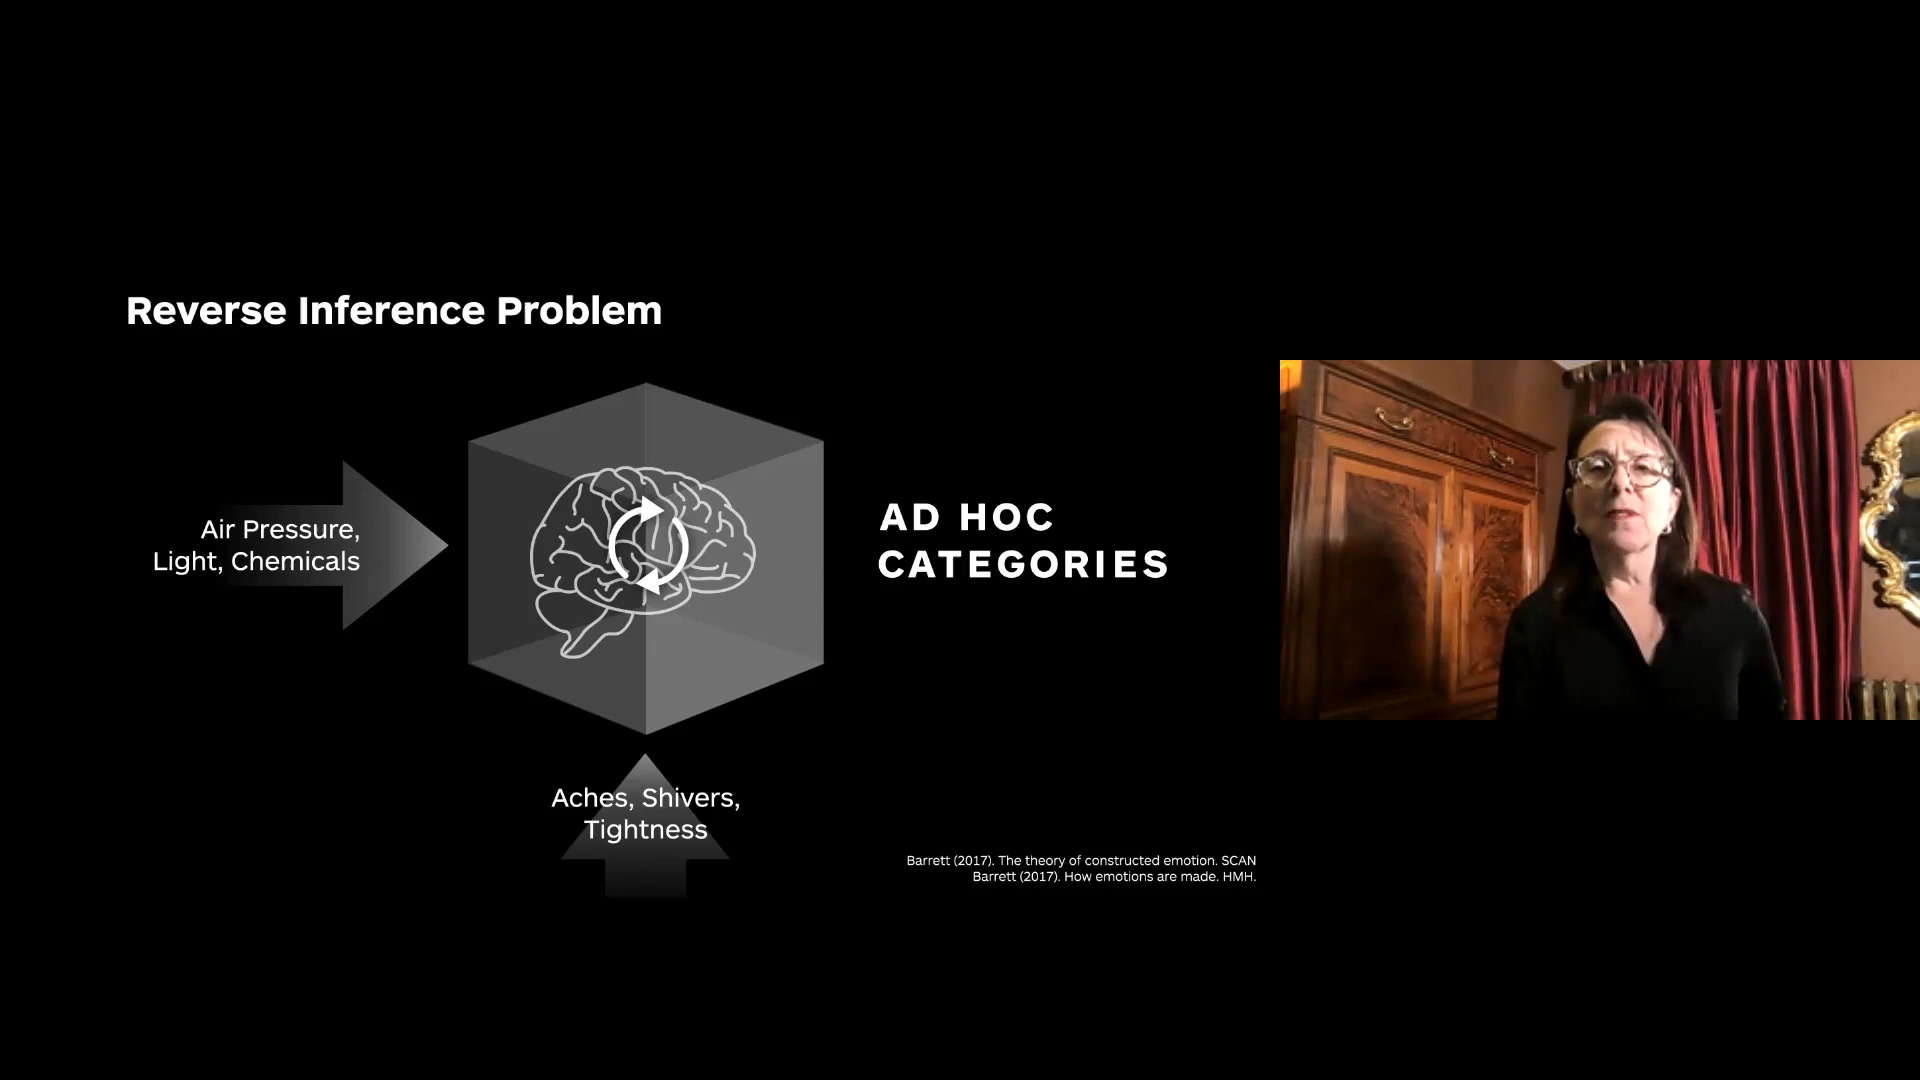 Reverse Inference Problem
Air Pressure,
Light, Chemicals
AD HOC
CATEGORIES
Aches, Shivers,
Tightness
Barrett (2017). The theory of constructed emotion. SCAN
Barrett (2017). How emotions are made. HMH.